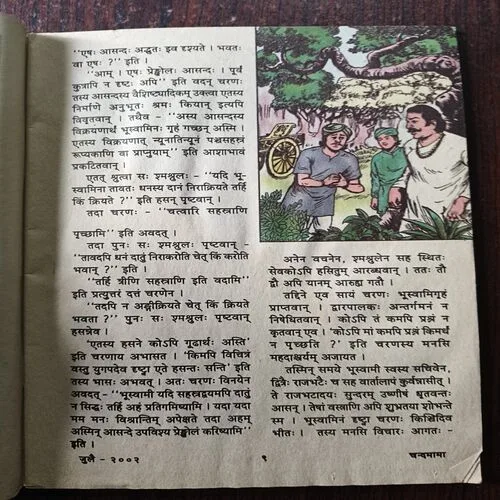 "एषः आसन्दः अद्भुतः इव दृश्यते । भवतः
वा एषः ?" इति ।
"आम् । एषः प्रेङ्खोलः आसन्दः । पूर्वं
कुत्रापि न दृष्टः अपि" इति वदन् चरणः
तस्य आसन्दस्य वैशिष्ट्यादिकम् उक्त्वा एतस्य
निर्माणे अनुभूतः श्रमः कियान् इत्यपि
विवृतवान् । तथैव - "अस्य आसन्दस्य
विक्रयणार्थं भूस्वामिनः गृहं गच्छन् अस्मि ।
एतस्य विक्रयणात् न्यूनातिन्यूनं पञ्चसहस्रं
रूप्यकाणि वा प्राप्नुयाम्" इति आशाभावं
प्रकटितवान् ।
एतत् श्रुत्वा सः श्मश्रुलः - "यदि भू-
स्वामिना तावतः धनस्य दानं निराक्रियते तर्हि
किं क्रियते ?" इति हसन् पृष्टवान् ।
तदा चरणः - "चत्वारि सहस्राणि
पृच्छामि" इति अवदत् ।
तदा पुनः सः श्मश्रुलः पृष्टवान् -
"तावदपि धनं दातुं निराकरोति चेत् किं करोति
भवान् ?" इति ।
"तर्हि त्रीणि सहस्राणि इति वदामि"
इति प्रत्युत्तरं दत्तं चरणेन ।
"तदपि न अङ्गीक्रियते चेत् किं क्रियते
भवता ?" पुनः सः श्मश्रुलः पृष्टवान्
हसन्नेव ।
'एतस्य हसने कोऽपि गूढार्थः अस्ति'
इति चरणाय अभासत । 'किमपि विचित्रं
वस्तु युगपदेव दृष्ट्वा एते हसन्तः सन्ति' इति
तस्य भासः अभवत् । अतः चरणः विनयेन
अवदत् - "भूस्वामी यदि सहस्रद्वयमपि दातुं
न सिद्धः तर्हि अहं प्रतिगमिष्यामि । यदा यदा
मम मनः विश्रान्तिम् अपेक्षते तदा अहम्
अस्मिन् आसन्दे उपविश्य प्रेङ्खोलं करिष्यामि"
इति ।
अनेन वचनेन, श्मश्रुलेन सह स्थितः
सेवकोऽपि हसितुम् आरब्धवान् । ततः तौ
द्वौ अपि यानम् आरुह्य गतौ ।
तद्दिने एव सायं चरणः भूस्वामिगृहं
प्राप्तवान् । द्वारपालकः अन्तर्गमनं न
निषेधितवान् । कोऽपि तं कमपि प्रश्नं न
कृतवान् एव । 'कोऽपि मां कमपि प्रश्नं किमर्थं
न पृच्छति ?' इति चरणस्य मनसि
महदाश्चर्यम् अजायत ।
तस्मिन् समये भूस्वामी स्वस्य सचिवेन,
द्वित्रैः राजभटैः च सह वार्तालापं कुर्वन्नासीत् ।
ते राजभटादयः सुन्दरम् उष्णीषं धृतवन्तः
आसन् । तेषां वस्त्राणि अपि शुभ्रतया शोभन्ते
स्म । भूस्वामिनं दृष्ट्वा चरणः किञ्चिदिव
भीतः । तस्य मनसि विचारः आगतः -
जुलै - २००२
९
चन्दमामा